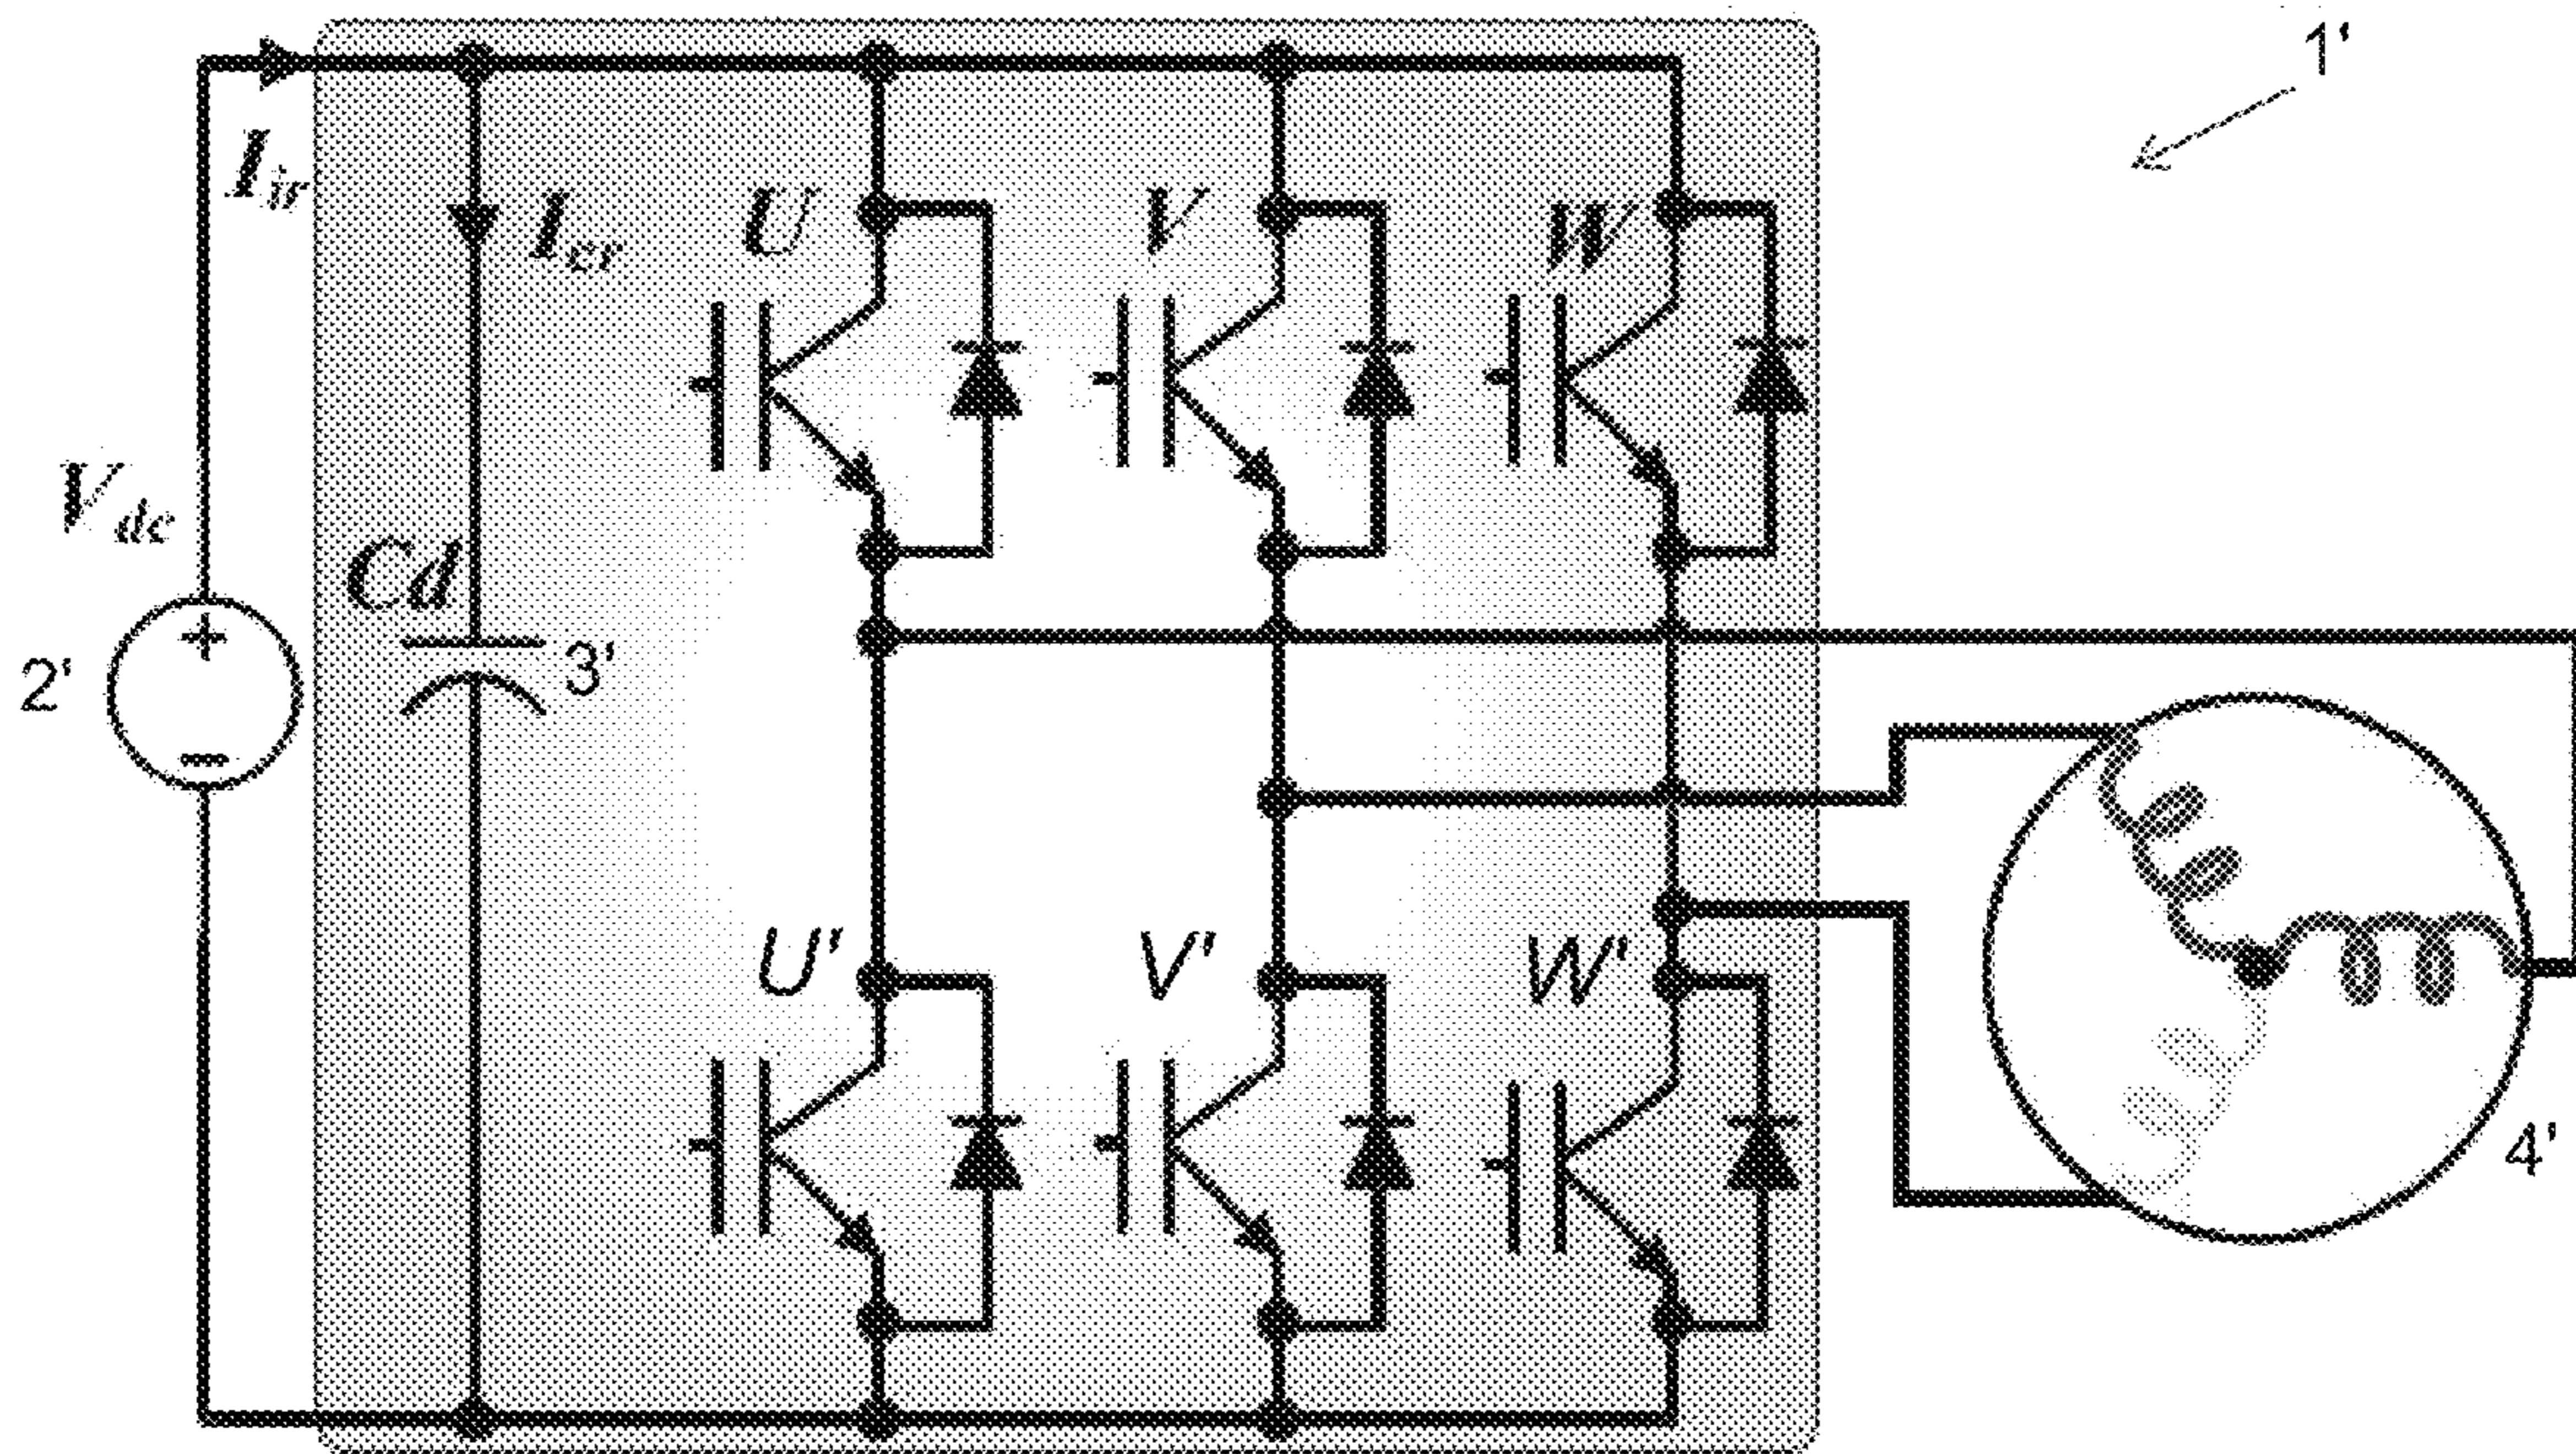 1'
I_ir
I_cr
U
V
W
V_dc
Cd
+
2'
3'
−
U'
V'
W'
4'